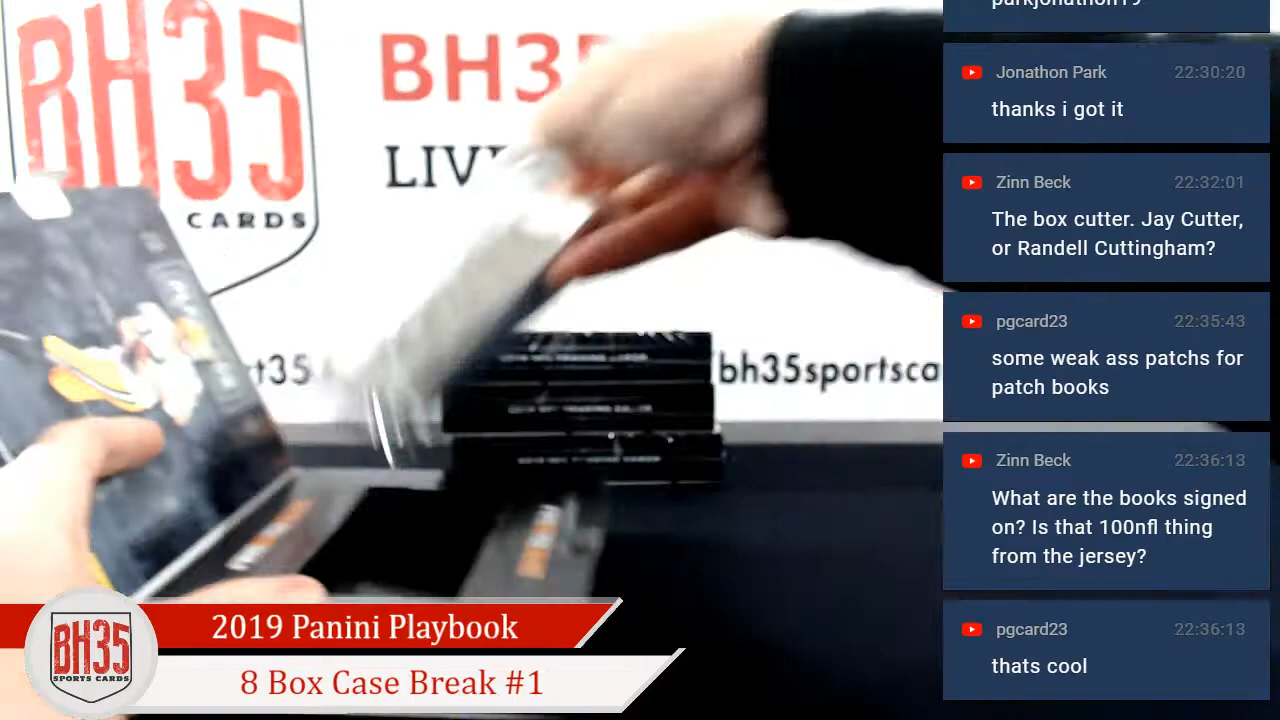 BH35
CARDS
BH35
LIV
t35
/bh35sportsca
2019 Panini Playbook
8 Box Case Break #1
BH35
SPORTS CARDS
parkjonathon19
Jonathon Park 22:30:20
thanks i got it
Zinn Beck 22:32:01
The box cutter. Jay Cutter,
or Randell Cuttingham?
pgcard23 22:35:43
some weak ass patchs for
patch books
Zinn Beck 22:36:13
What are the books signed
on? Is that 100nfl thing
from the jersey?
pgcard23 22:36:13
thats cool